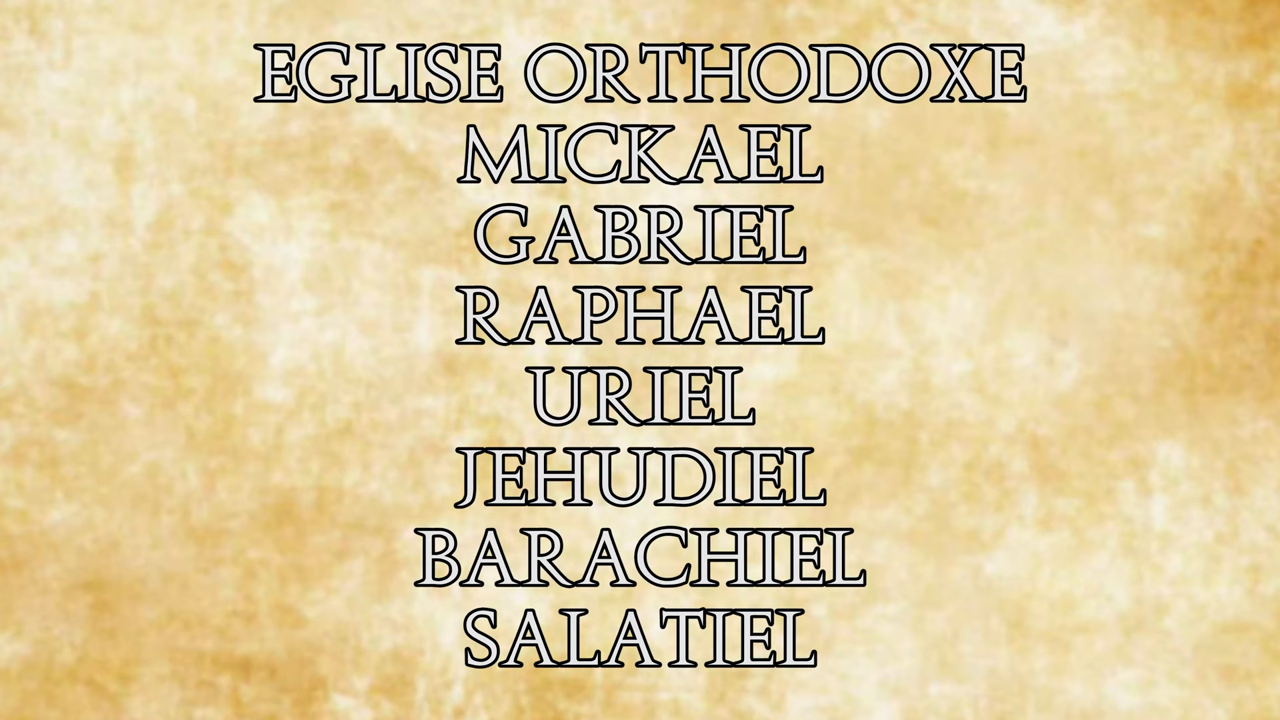 EGLISE ORTHODOXE
MICKAEL
GABRIEL
RAPHAEL
URIEL
JEHUDIEL
BARACHIEL
SALATIEL